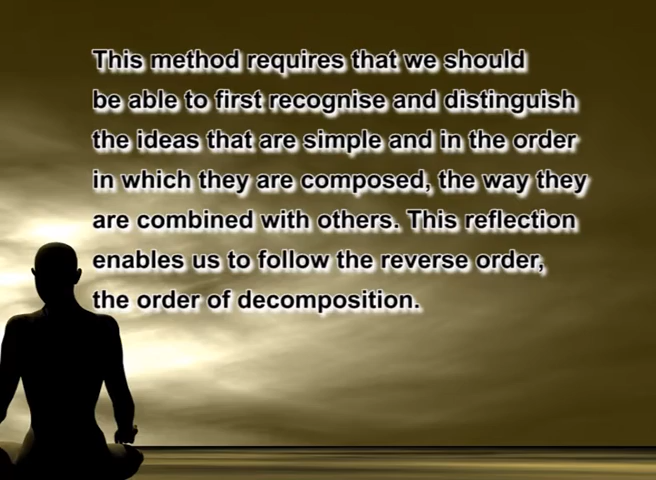 This method requires that we should
be able to first recognise and distinguish
the ideas that are simple and in the order
in which they are composed, the way they
are combined with others. This reflection
enables us to follow the reverse order,
the order of decomposition.